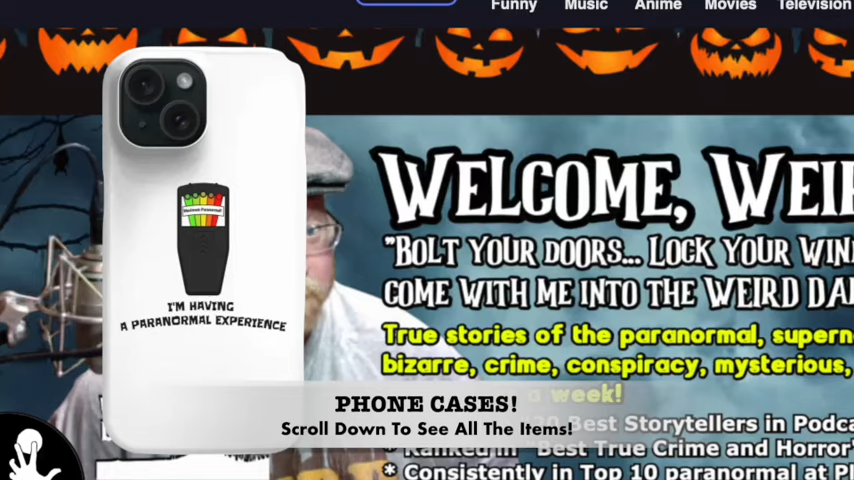 Funny Music Anime Movies Television
WELCOME, WEIR
"BOLT YOUR DOORS... LOCK YOUR WIN
COME WITH ME INTO THE WEIRD DA
True stories of the paranormal, supern
bizarre, crime, conspiracy, mysterious,
a week!
Best Storytellers in Podca
* Ranked in "Best True Crime and Horror"
* Consistently in Top 10 paranormal at Pl
I'M HAVING
A PARANORMAL EXPERIENCE
PHONE CASES!
Scroll Down To See All The Items!